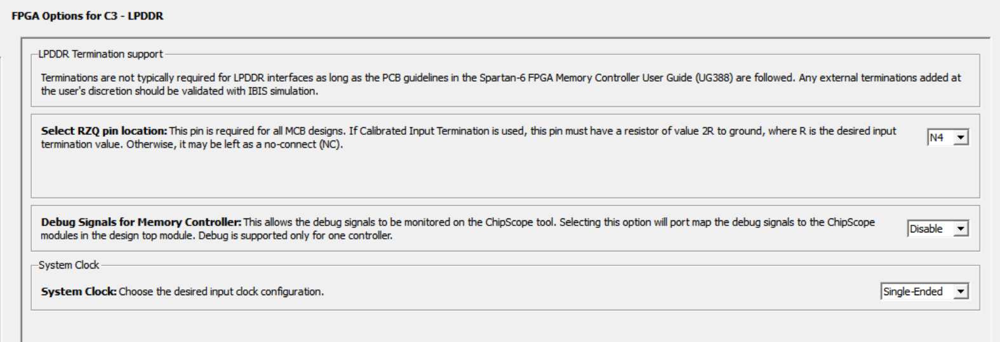 FPGA Options for C3 - LPDDR
LPDDR Termination support
Terminations are not typically required for LPDDR interfaces as long as the PCB guidelines in the Spartan-6 FPGA Memory Controller User Guide (UG388) are followed. Any external terminations added at
the user's discretion should be validated with IBIS simulation.
Select RZQ pin location: This pin is required for all MCB designs. If Calibrated Input Termination is used, this pin must have a resistor of value 2R to ground, where R is the desired input
termination value. Otherwise, it may be left as a no-connect (NC).
N4
Debug Signals for Memory Controller: This allows the debug signals to be monitored on the ChipScope tool. Selecting this option will port map the debug signals to the ChipScope
modules in the design top module. Debug is supported only for one controller.
Disable
System Clock
System Clock: Choose the desired input clock configuration.
Single-Ended